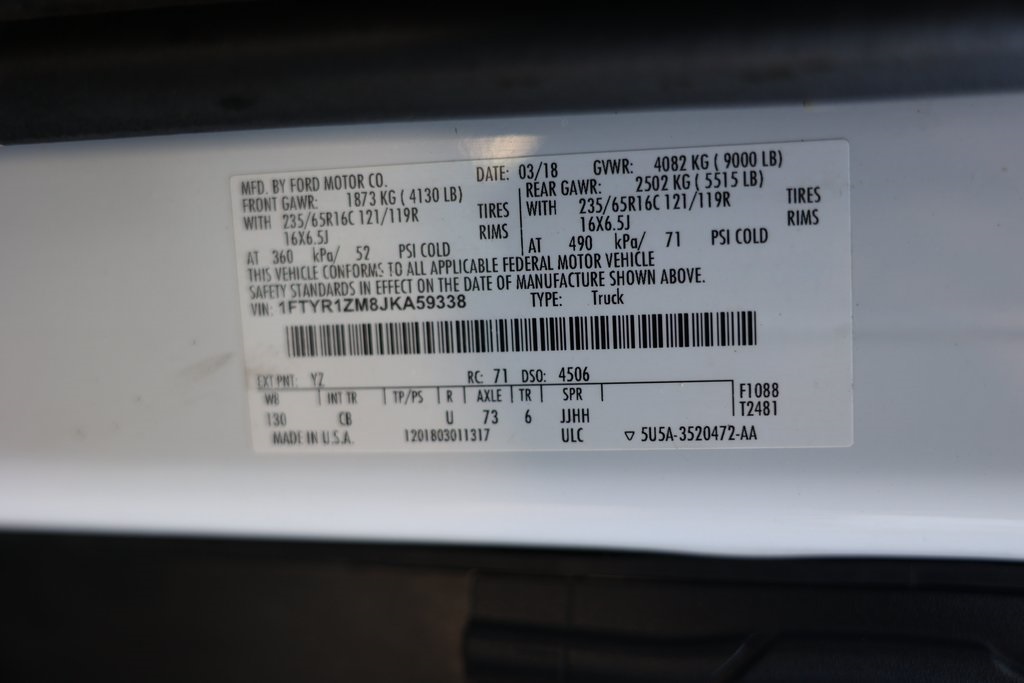 MFD. BY FORD MOTOR CO. DATE: 03/18 GVWR: 4082 KG ( 9000 LB)
FRONT GAWR: 1873 KG ( 4130 LB) REAR GAWR: 2502 KG ( 5515 LB)
WITH 235/65R16C 121/119R TIRES WITH 235/65R16C 121/119R TIRES
16X6.5J RIMS 16X6.5J RIMS
AT 360 kPa/ 52 PSI COLD AT 490 kPa/ 71 PSI COLD
THIS VEHICLE CONFORMS TO ALL APPLICABLE FEDERAL MOTOR VEHICLE
SAFETY STANDARDS IN EFFECT ON THE DATE OF MANUFACTURE SHOWN ABOVE.
VIN: 1FTYR1ZM8JKA59338 TYPE: Truck
EXT PNT: YZ RC: 71 DSO: 4506
WB INT TR TP/PS R AXLE TR SPR F1088
130 CB U 73 6 JJHH T2481
MADE IN U.S.A. 1201803011317 ULC ▽ 5U5A-3520472-AA